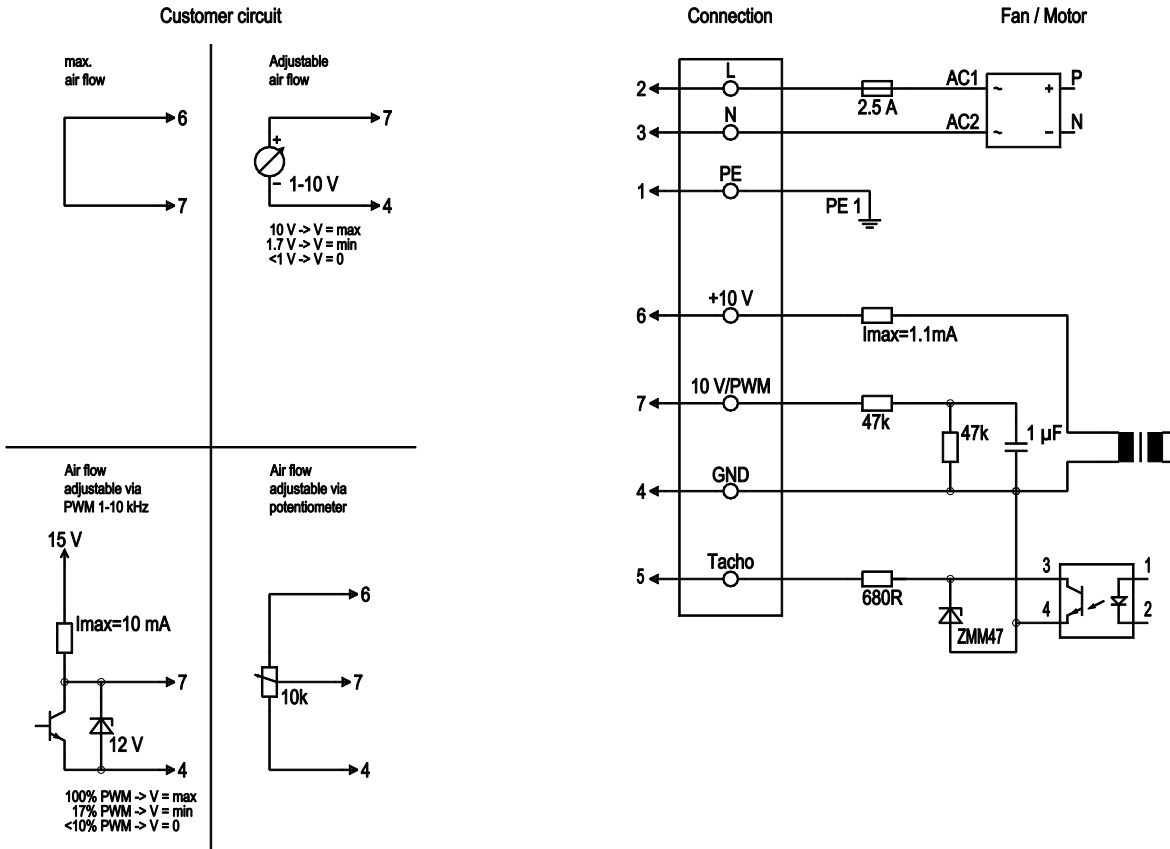 Customer circuit
max.
air flow
6
7
Adjustable
air flow
7
+
− 1-10 V
4
10 V -> V = max
1.7 V -> V = min
<1 V -> V = 0
Air flow
adjustable via
PWM 1-10 kHz
15 V
Imax=10 mA
7
12 V
4
100% PWM -> V = max
17% PWM -> V = min
<10% PWM -> V = 0
Air flow
adjustable via
potentiometer
6
7
10k
4
Connection
Fan / Motor
2
L
2.5 A
AC1
~
+
P
3
N
AC2
~
−
N
1
PE
PE 1
6
+10 V
Imax=1.1mA
7
10 V/PWM
47k
47k
1 µF
4
GND
5
Tacho
680R
ZMM47
3
4
1
2